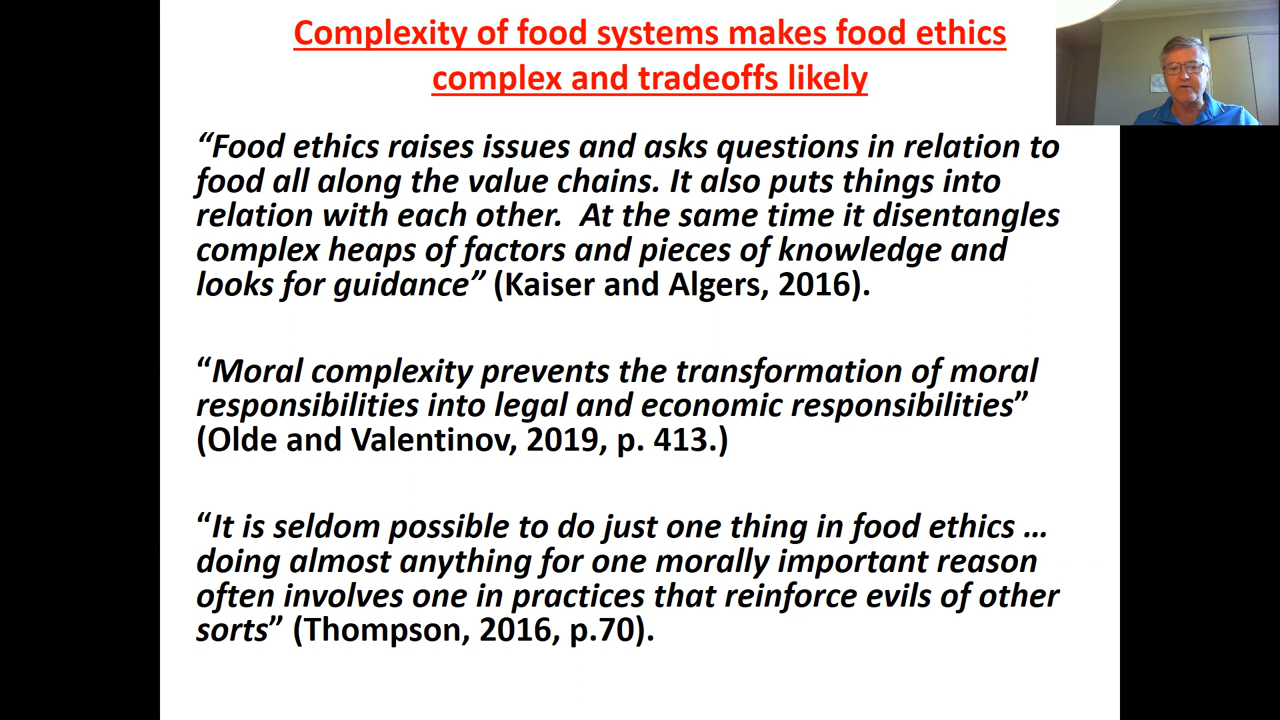 Complexity of food systems makes food ethics
complex and tradeoffs likely
“Food ethics raises issues and asks questions in relation to
food all along the value chains. It also puts things into
relation with each other.  At the same time it disentangles
complex heaps of factors and pieces of knowledge and
looks for guidance” (Kaiser and Algers, 2016).
“Moral complexity prevents the transformation of moral
responsibilities into legal and economic responsibilities”
(Olde and Valentinov, 2019, p. 413.)
“It is seldom possible to do just one thing in food ethics …
doing almost anything for one morally important reason
often involves one in practices that reinforce evils of other
sorts” (Thompson, 2016, p.70).